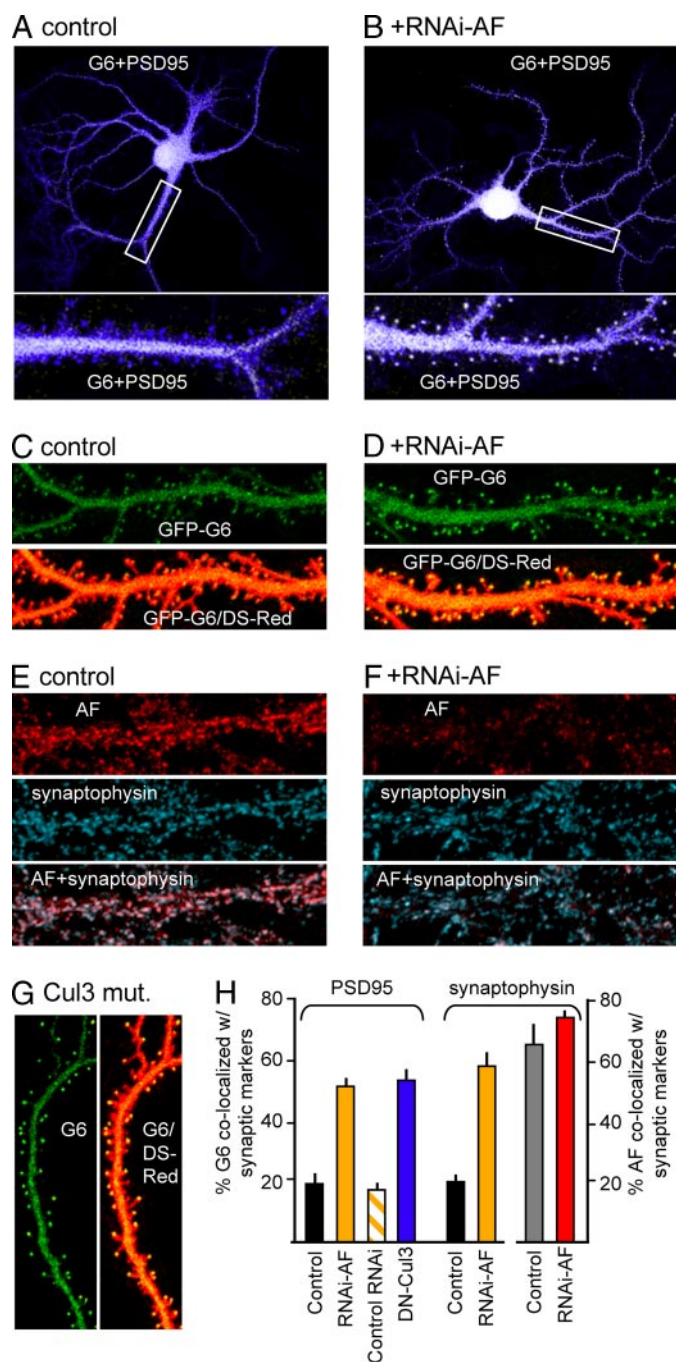 A control
G6+PSD95
G6+PSD95
B +RNAi-AF
G6+PSD95
G6+PSD95
C control
GFP-G6
GFP-G6/DS-Red
D +RNAi-AF
GFP-G6
GFP-G6/DS-Red
E control
AF
synaptophysin
AF+synaptophysin
F +RNAi-AF
AF
synaptophysin
AF+synaptophysin
G Cul3 mut.
G6
G6/
DS-
Red
H
PSD95
synaptophysin
% G6 co-localized w/
synaptic markers
80
60
40
20
80
60
40
20
% AF co-localized w/
synaptic markers
Control
RNAi-AF
Control RNAi
DN-Cul3
Control
RNAi-AF
Control
RNAi-AF